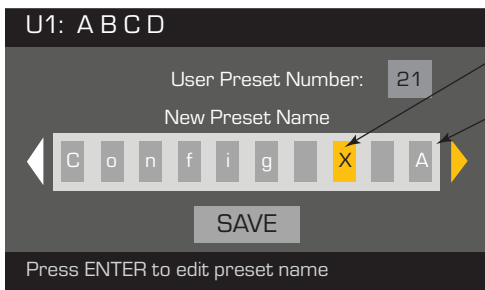 U1: A B C D
User Preset Number: 21
New Preset Name
C o n f i g X A
SAVE
Press ENTER to edit preset name